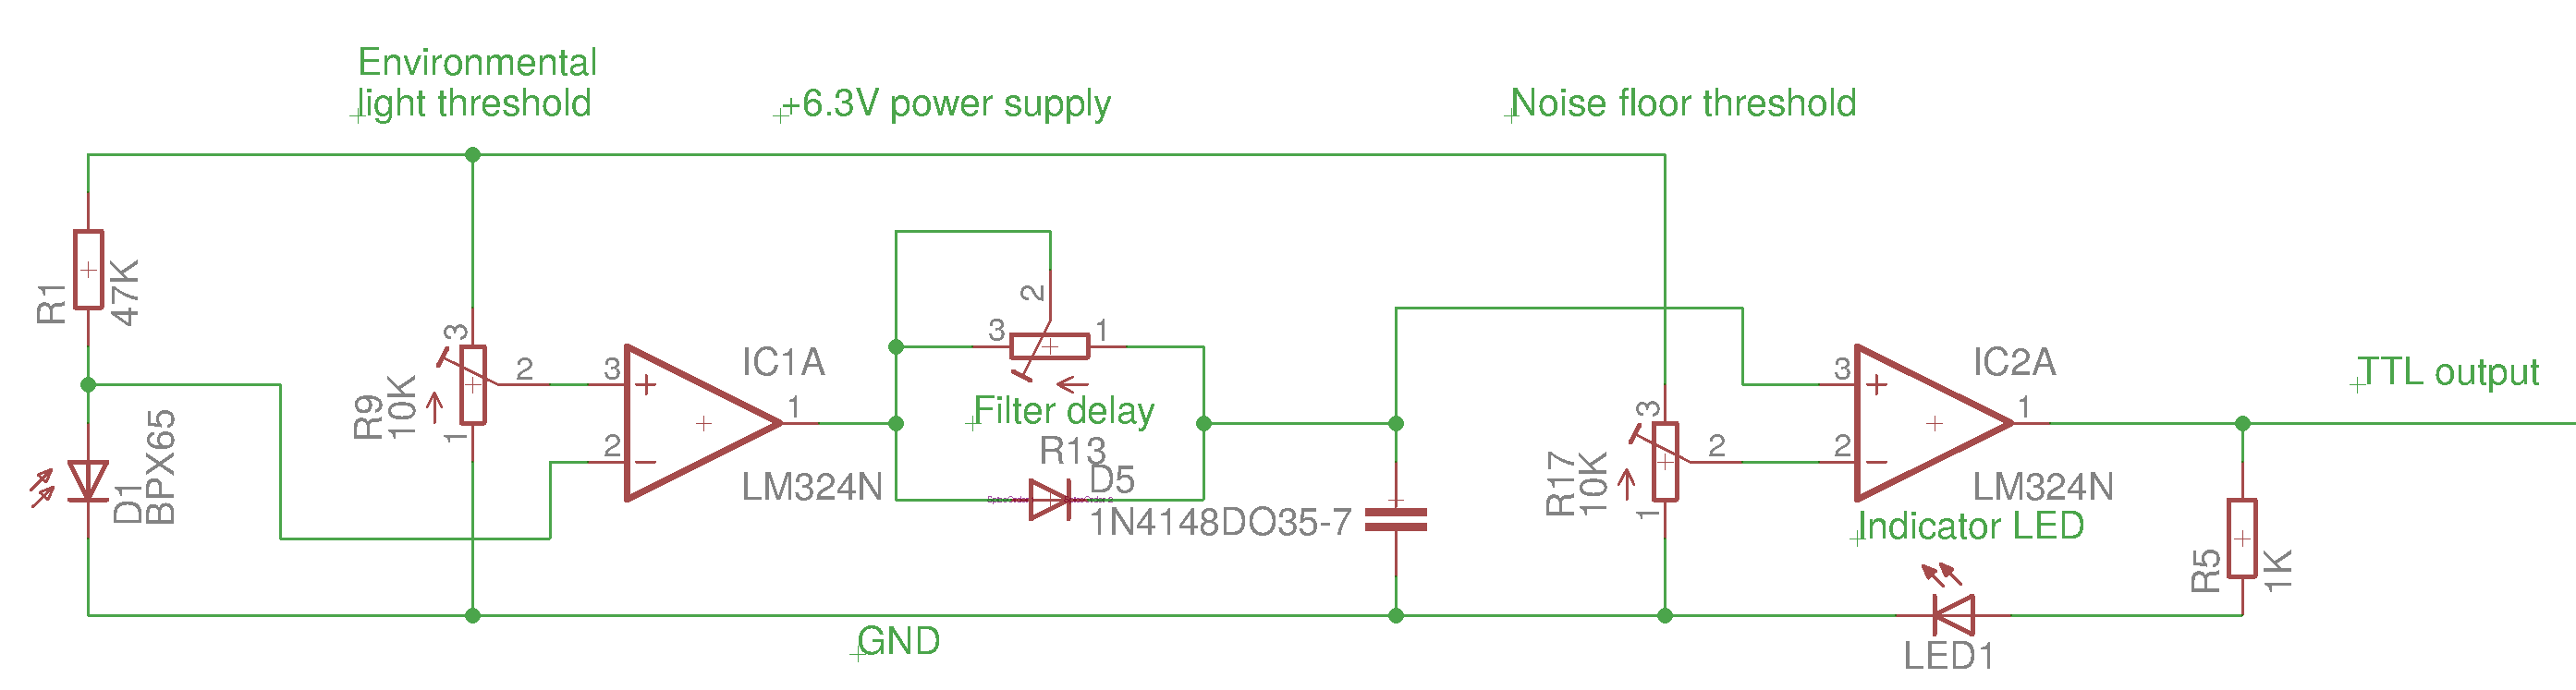 Environmental
light threshold
+6.3V power supply
Noise floor threshold
R1
47K
D1
BPX65
R9
10K
3
2
1
3
2
1
IC1A
LM324N
2
3
1
Filter delay
R13
D5
1N4148DO35-7
GND
R17
10K
3
2
1
3
2
1
IC2A
LM324N
Indicator LED
LED1
R5
1K
TTL output